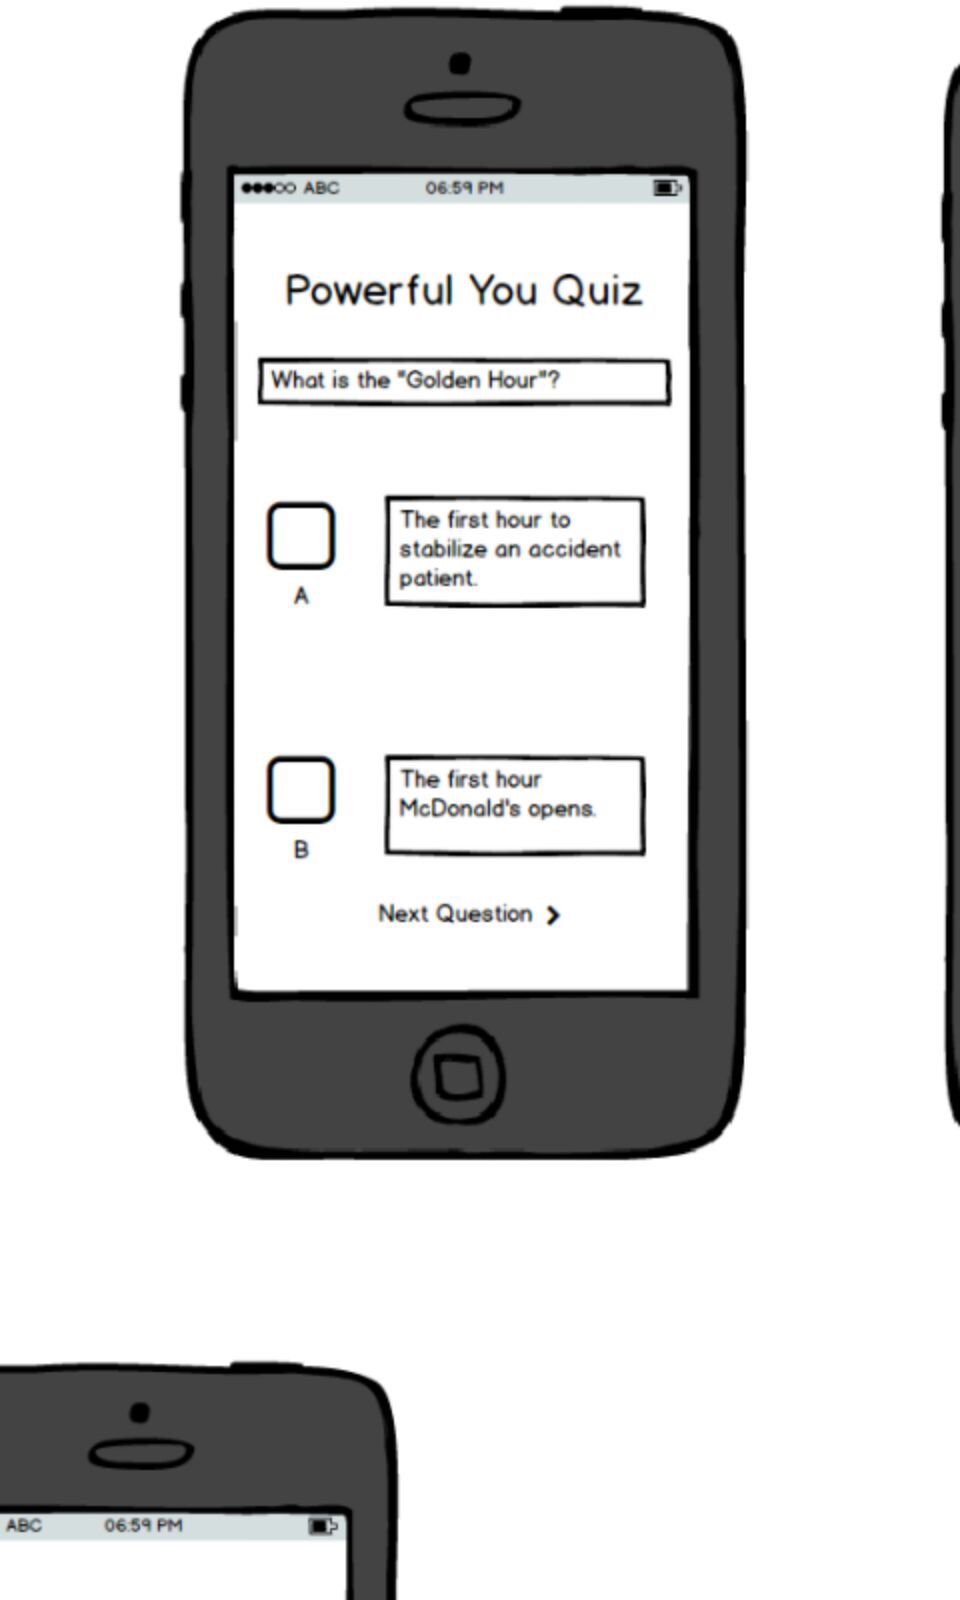 ABC 06:59 PM
Powerful You Quiz
What is the "Golden Hour"?
The first hour to
stabilize an accident
patient.
A
The first hour
McDonald's opens.
B
Next Question
ABC 06:59 PM